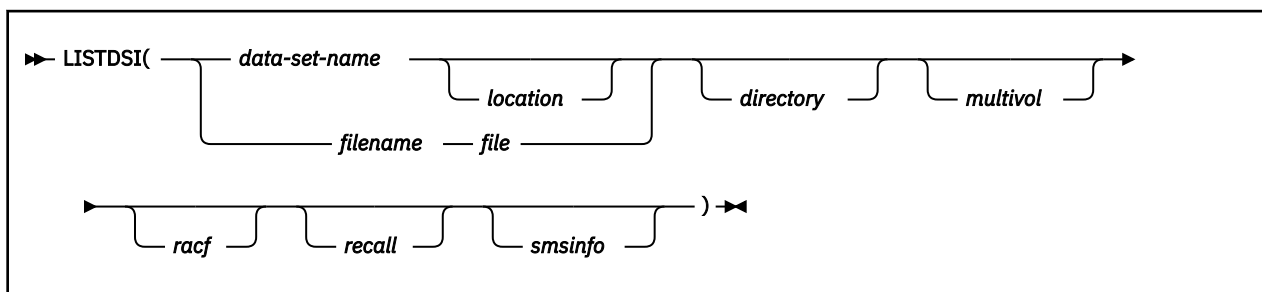 LISTDSI( data-set-name
location directory multivol
filename file
)
racf recall smsinfo